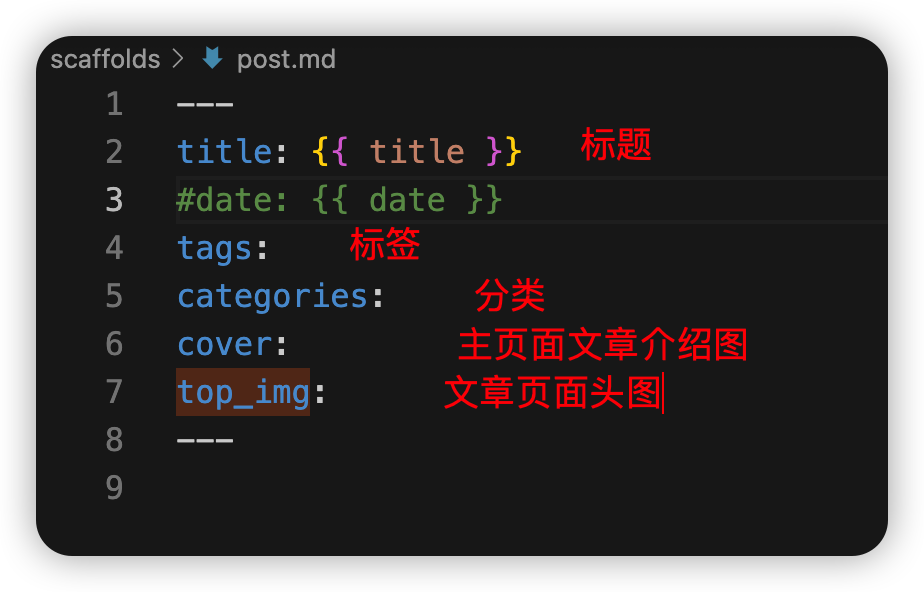 scaffolds > post.md
1 ---
2 title: {{ title }} 标题
3 #date: {{ date }}
4 tags: 标签
5 categories: 分类
6 cover: 主页面文章介绍图
7 top_img: 文章页面头图
8 ---
9